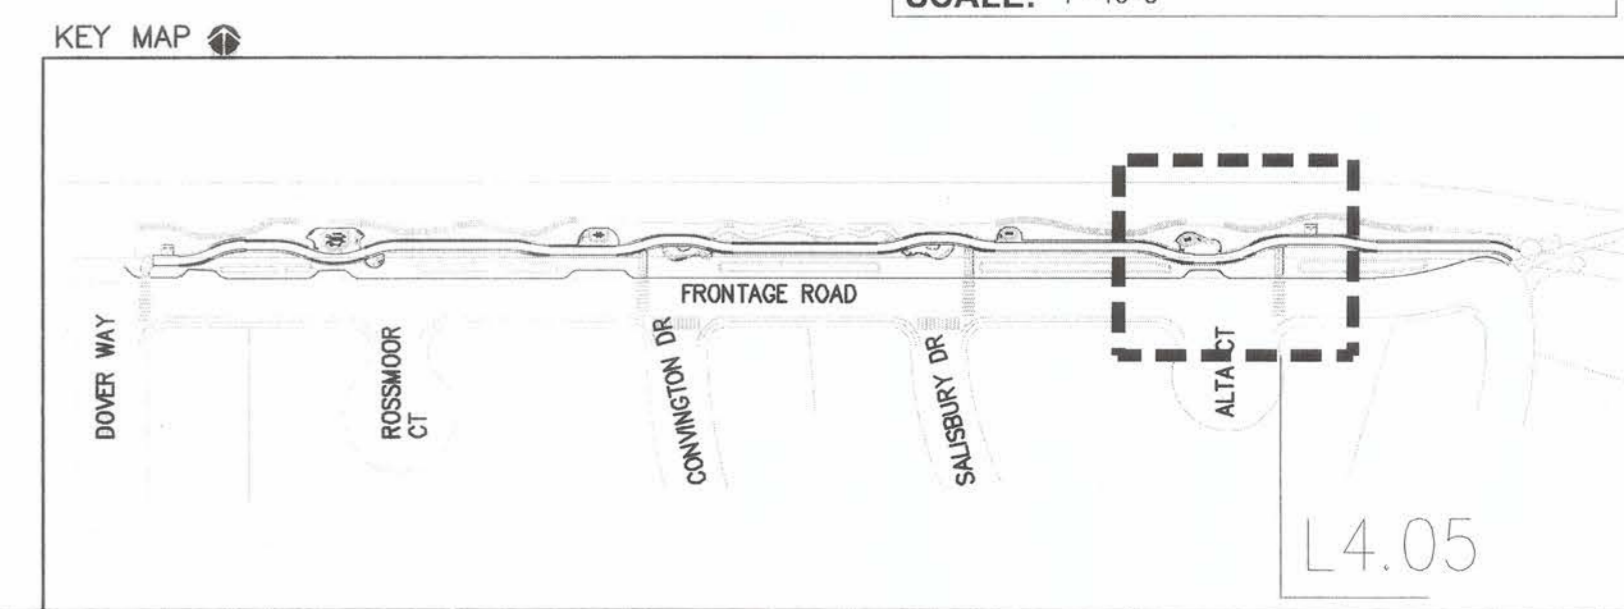 SCALE:
KEY MAP
FRONTAGE ROAD
DOVER WAY
ROSSMOOR
CT
CONVINGTON DR
SALISBURY DR
ALTA CT
L4.05